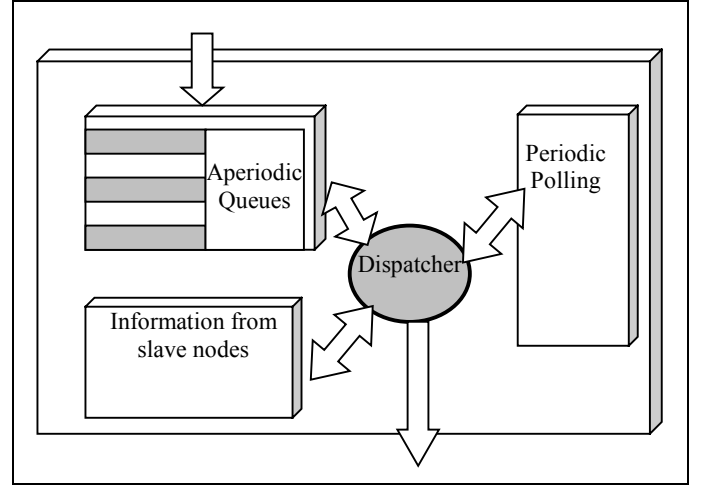 Aperiodic
Queues
Periodic
Polling
Dispatcher
Information from
slave nodes